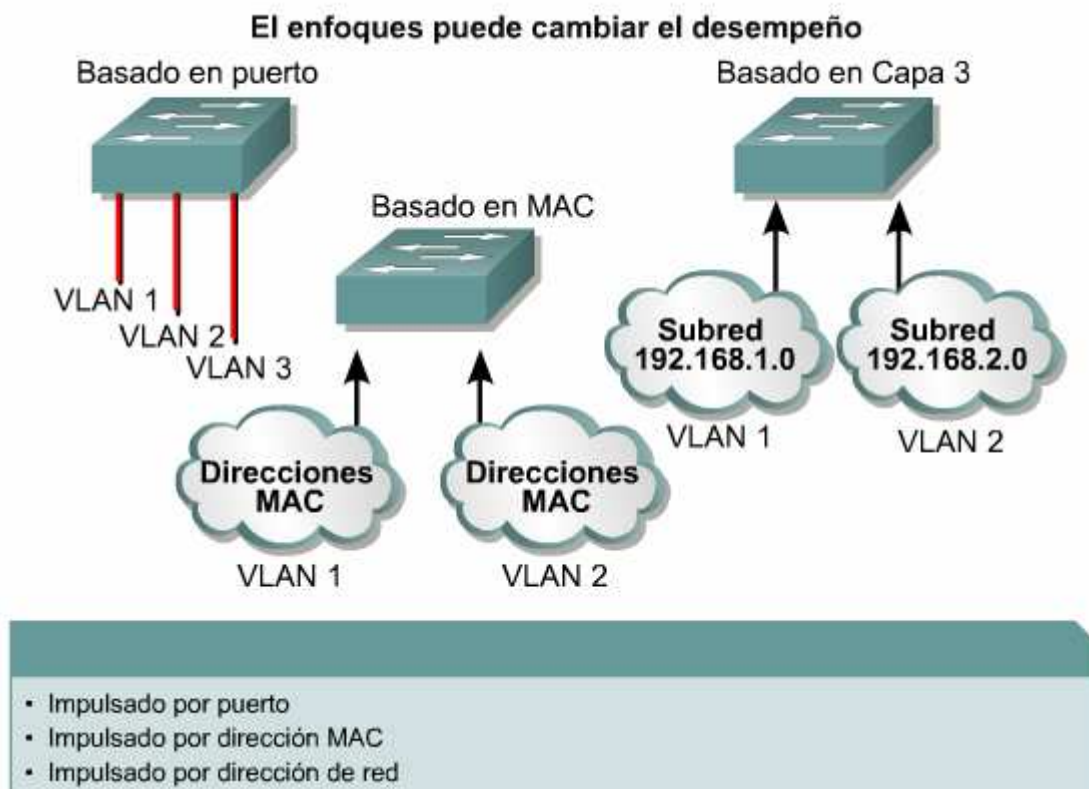 El enfoques puede cambiar el desempeño
Basado en puerto
Basado en Capa 3
Basado en MAC
VLAN 1
VLAN 2
VLAN 3
Subred
192.168.1.0
Subred
192.168.2.0
VLAN 1
VLAN 2
Direcciones
MAC
Direcciones
MAC
VLAN 1
VLAN 2
• Impulsado por puerto
• Impulsado por dirección MAC
• Impulsado por dirección de red